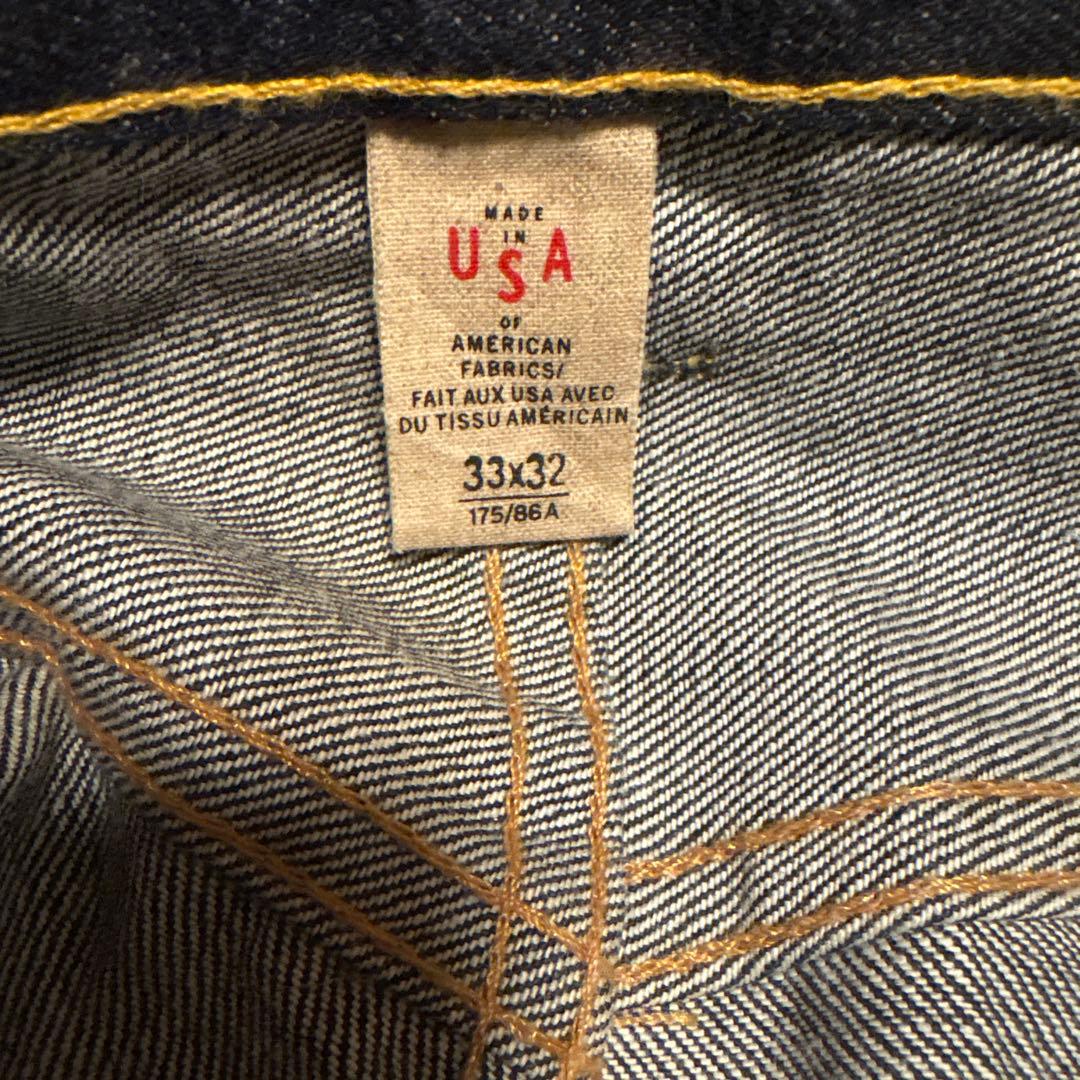 MADE
IN
USA
OF
AMERICAN
FABRICS/
FAIT AUX USA AVEC
DU TISSU AMÉRICAIN
33x32
175/86A